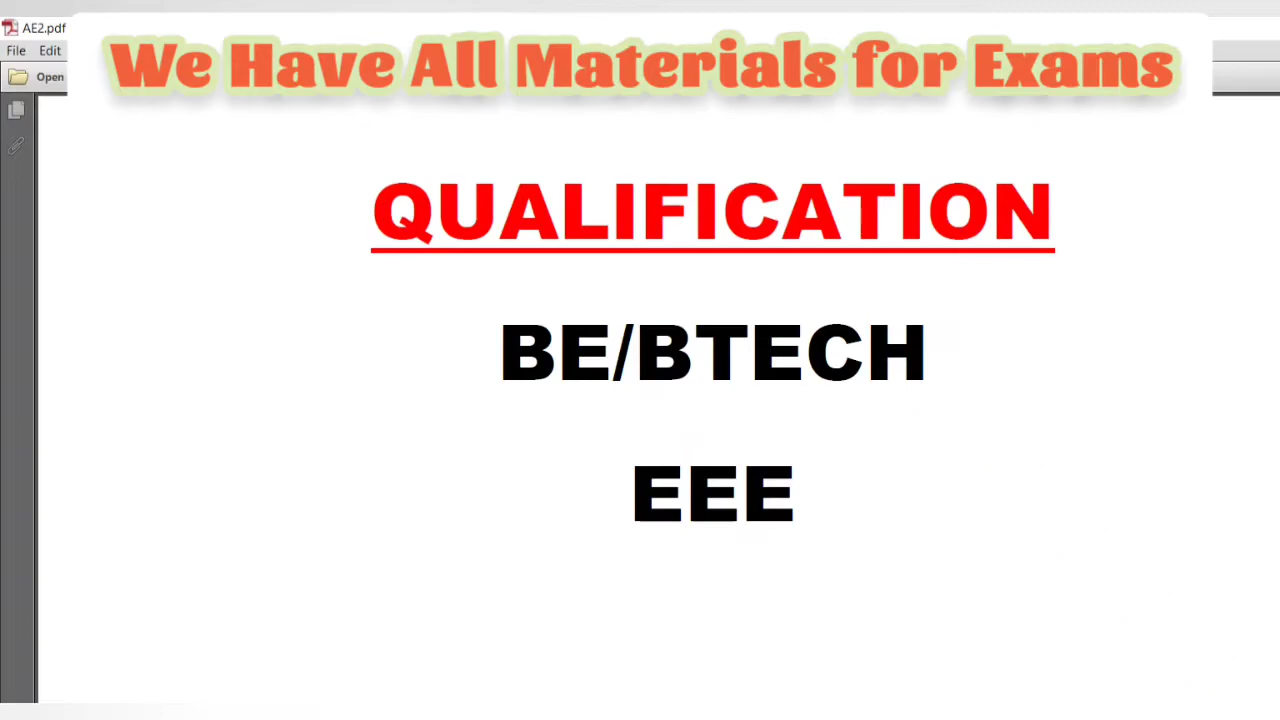 AE2.pdf
We Have All Materials for Exams
File Edit
Open
QUALIFICATION
BE/BTECH
EEE